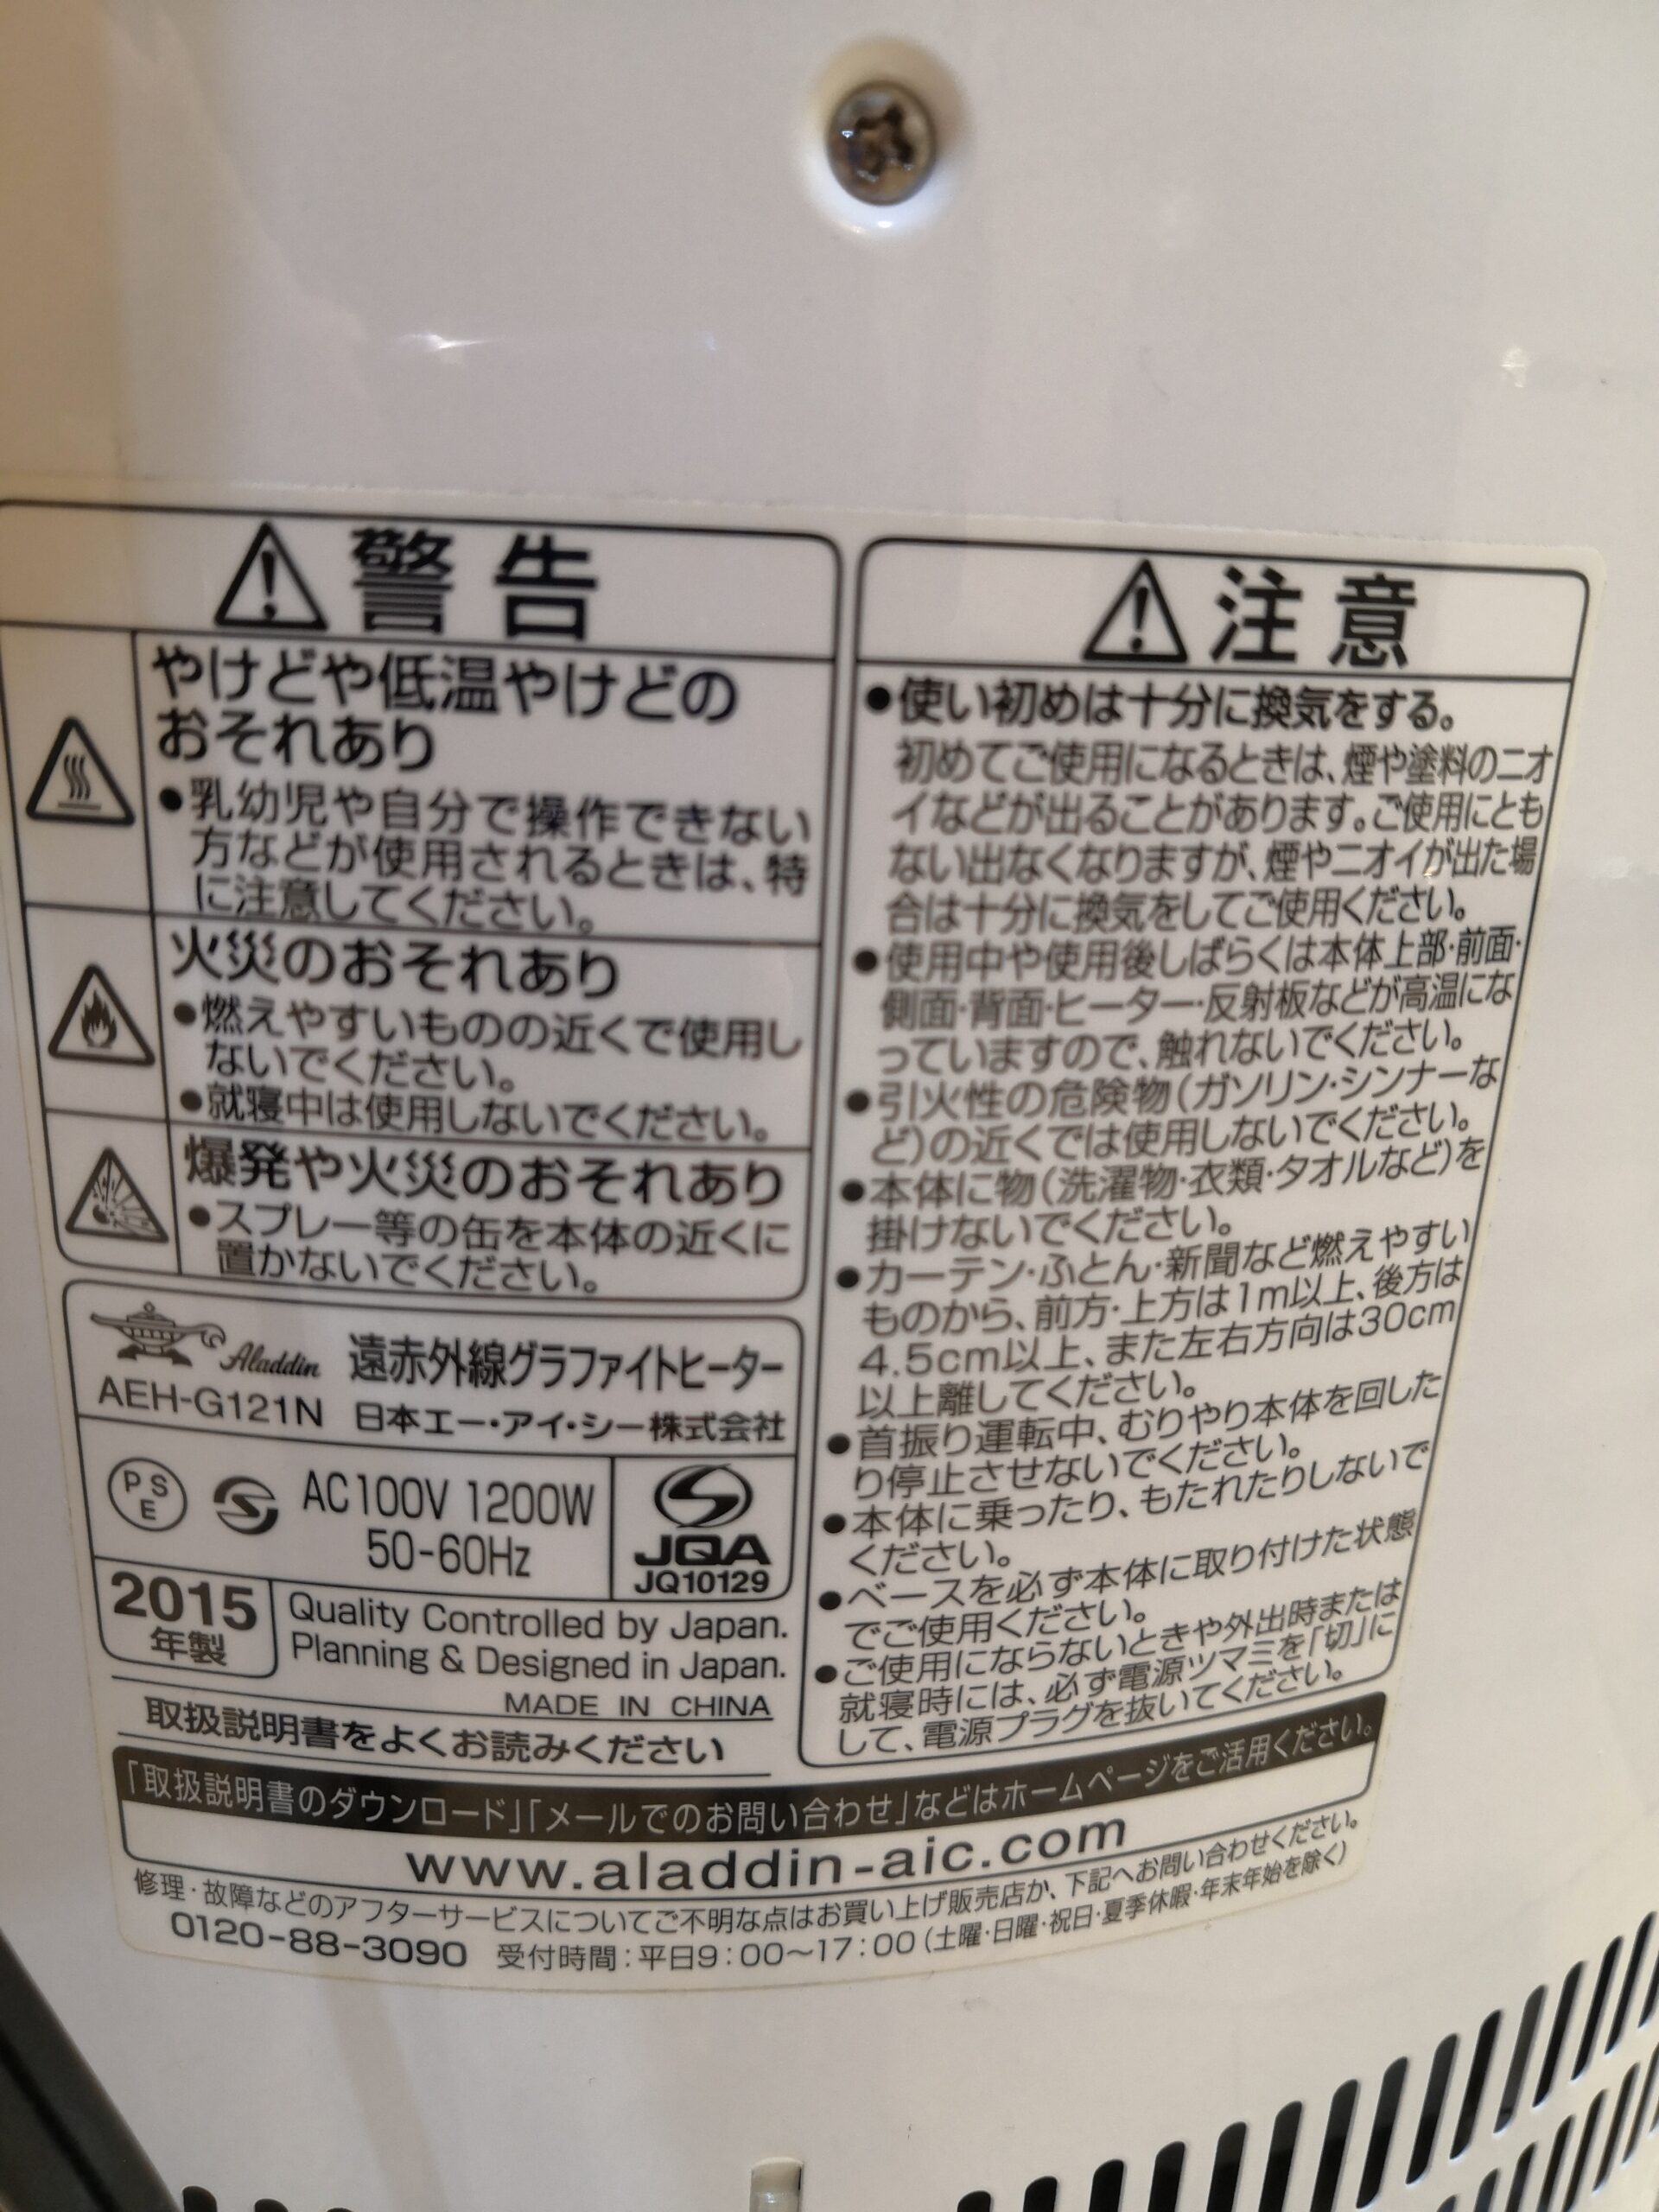 警告
やけどや低温やけどの
おそれあり
●乳幼児や自分で操作できない
方などが使用されるときは、特
に注意してください。
火災のおそれあり
●燃えやすいものの近くで使用し
ないでください。
●就寝中は使用しないでください。
爆発や火災のおそれあり
●スプレー等の缶を本体の近くに
置かないでください。
Aladdin 遠赤外線グラファイトヒーター
AEH-G121N 日本エー・アイ・シー株式会社
PSE AC100V 1200W
50-60Hz
JQA
JQ10129
2015
年製
Quality Controlled by Japan.
Planning & Designed in Japan.
MADE IN CHINA
取扱説明書をよくお読みください
注意
●使い初めは十分に換気をする。
初めてご使用になるときは、煙や塗料のニオ
イなどが出ることがあります。ご使用にとも
ない出なくなりますが、煙やニオイが出た場
合は十分に換気をしてご使用ください。
●使用中や使用後しばらくは本体上部・前面・
側面・背面・ヒーター・反射板などが高温にな
っていますので、触れないでください。
●引火性の危険物(ガソリン・シンナーな
ど)の近くでは使用しないでください。
●本体に物(洗濯物・衣類・タオルなど)を
掛けないでください。
●カーテン・ふとん・新聞など燃えやすい
ものから、前方・上方は1m以上、後方は
4.5cm以上、また左右方向は30cm
以上離してください。
●首振り運転中、むりやり本体を回した
り停止させないでください。
●本体に乗ったり、もたれたりしないで
ください。
●ベースを必ず本体に取り付けた状態
でご使用ください。
●ご使用にならないときや外出時または
就寝時には、必ず電源ツマミを「切」に
して、電源プラグを抜いてください。
「取扱説明書のダウンロード」「メールでのお問い合わせ」などはホームページをご活用ください。
www.aladdin-aic.com
修理・故障などのアフターサービスについてご不明な点はお買い上げ販売店か、下記へお問い合わせください。
0120-88-3090 受付時間:平日9:00~17:00(土曜・日曜・祝日・夏季休暇・年末年始を除く)